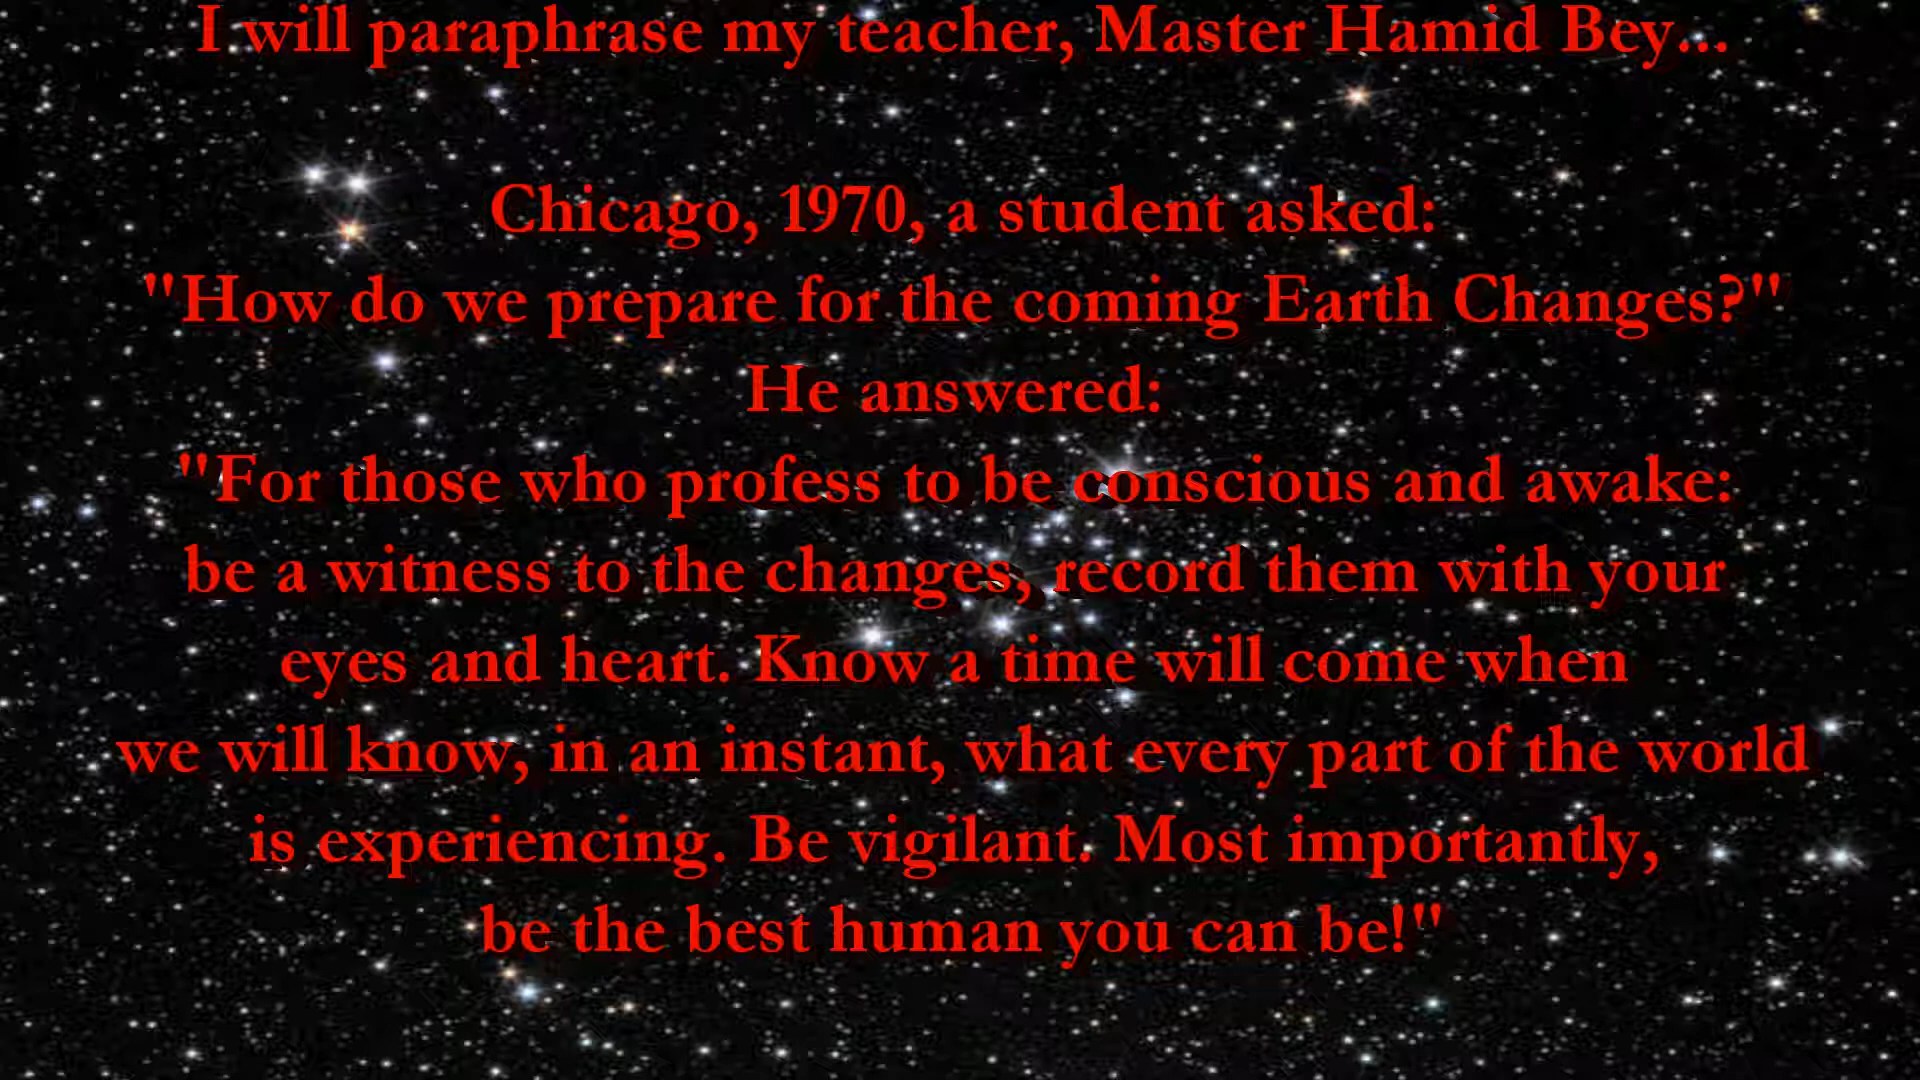 I will paraphrase my teacher, Master Hamid Bey...
Chicago, 1970, a student asked:
"How do we prepare for the coming Earth Changes?"
He answered:
"For those who profess to be conscious and awake:
be a witness to the changes, record them with your
eyes and heart. Know a time will come when
we will know, in an instant, what every part of the world
is experiencing. Be vigilant. Most importantly,
be the best human you can be!"